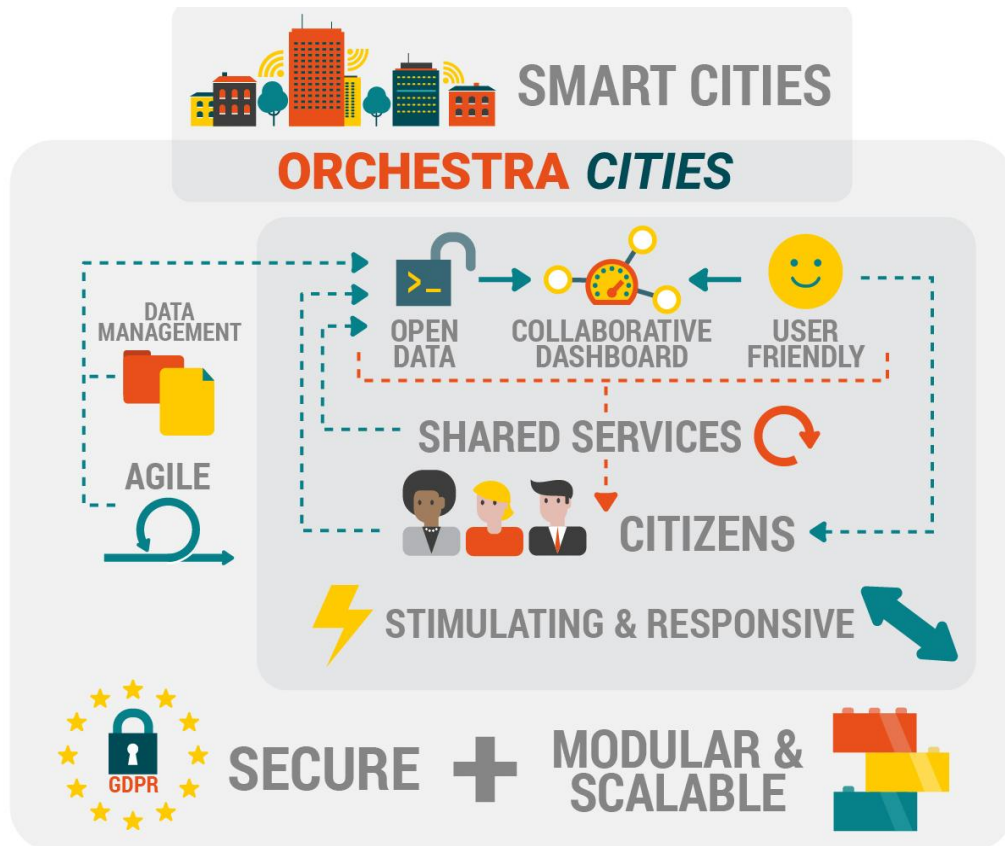 SMART CITIES
ORCHESTRA CITIES
>_
OPEN
DATA
COLLABORATIVE
DASHBOARD
USER
FRIENDLY
DATA
MANAGEMENT
SHARED SERVICES
AGILE
CITIZENS
STIMULATING & RESPONSIVE
GDPR
SECURE
+
MODULAR &
SCALABLE